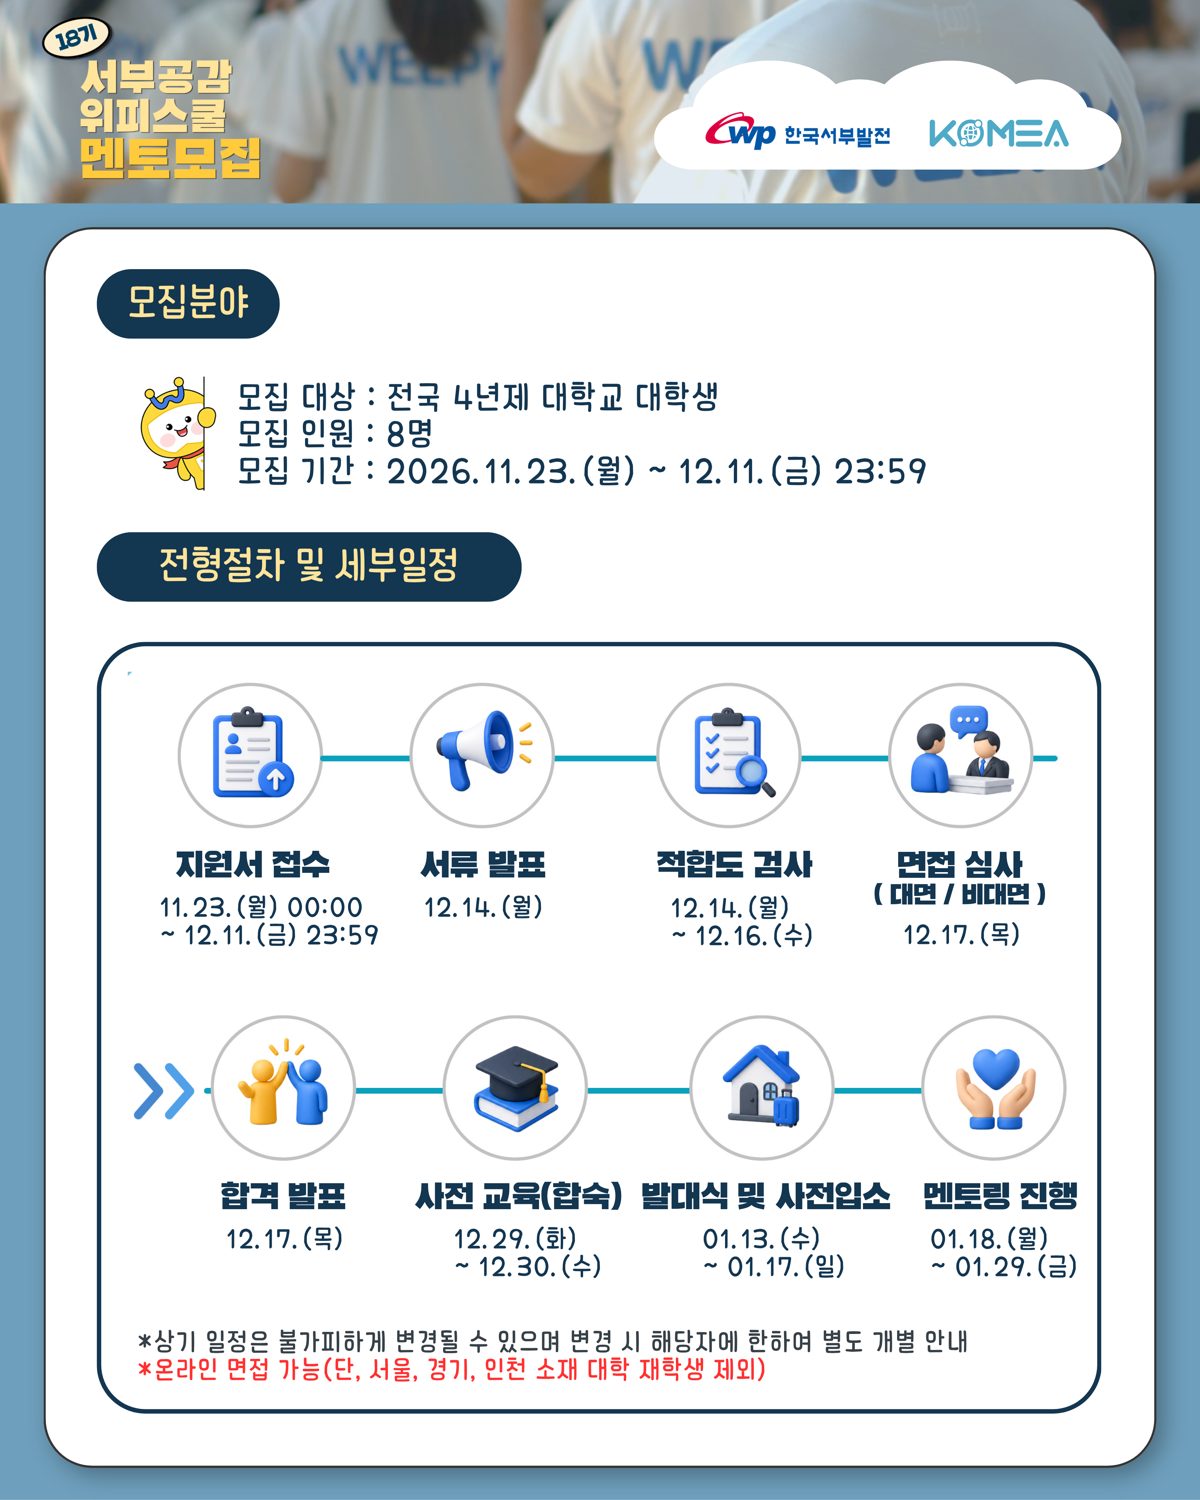 18기
서부공감
위피스쿨
멘토모집
WEEPY
WE
wp 한국서부발전
KOMEA
모집분야
모집 대상 : 전국 4년제 대학교 대학생
모집 인원 : 8명
모집 기간 : 2026.11.23.(월) ~ 12.11.(금) 23:59
전형절차 및 세부일정
지원서 접수
11.23.(월) 00:00
~ 12.11.(금) 23:59
서류 발표
12.14.(월)
적합도 검사
12.14.(월)
~ 12.16.(수)
면접 심사
( 대면 / 비대면 )
12.17.(목)
합격 발표
12.17.(목)
사전 교육(합숙)
12.29.(화)
~ 12.30.(수)
발대식 및 사전입소
01.13.(수)
~ 01.17.(일)
멘토링 진행
01.18.(월)
~ 01.29.(금)
*상기 일정은 불가피하게 변경될 수 있으며 변경 시 해당자에 한하여 별도 개별 안내
*온라인 면접 가능(단, 서울, 경기, 인천 소재 대학 재학생 제외)